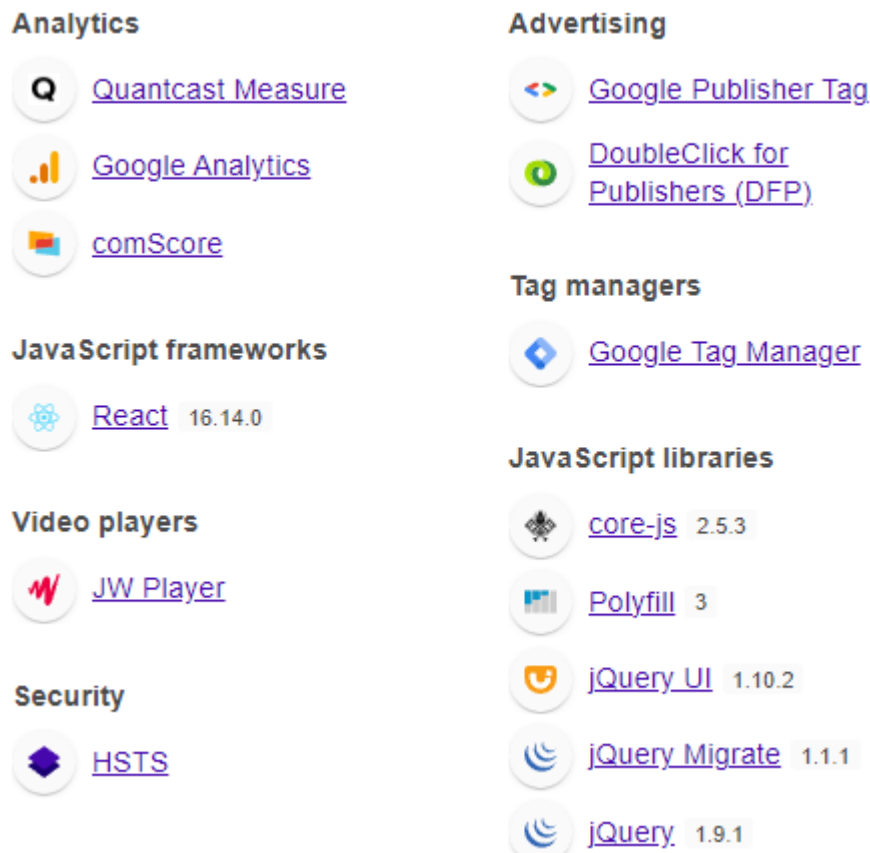 Analytics
Quantcast Measure
Google Analytics
comScore
JavaScript frameworks
React 16.14.0
Video players
JW Player
Security
HSTS
Advertising
Google Publisher Tag
DoubleClick for
Publishers (DFP)
Tag managers
Google Tag Manager
JavaScript libraries
core-js 2.5.3
Polyfill 3
jQuery UI 1.10.2
jQuery Migrate 1.1.1
jQuery 1.9.1